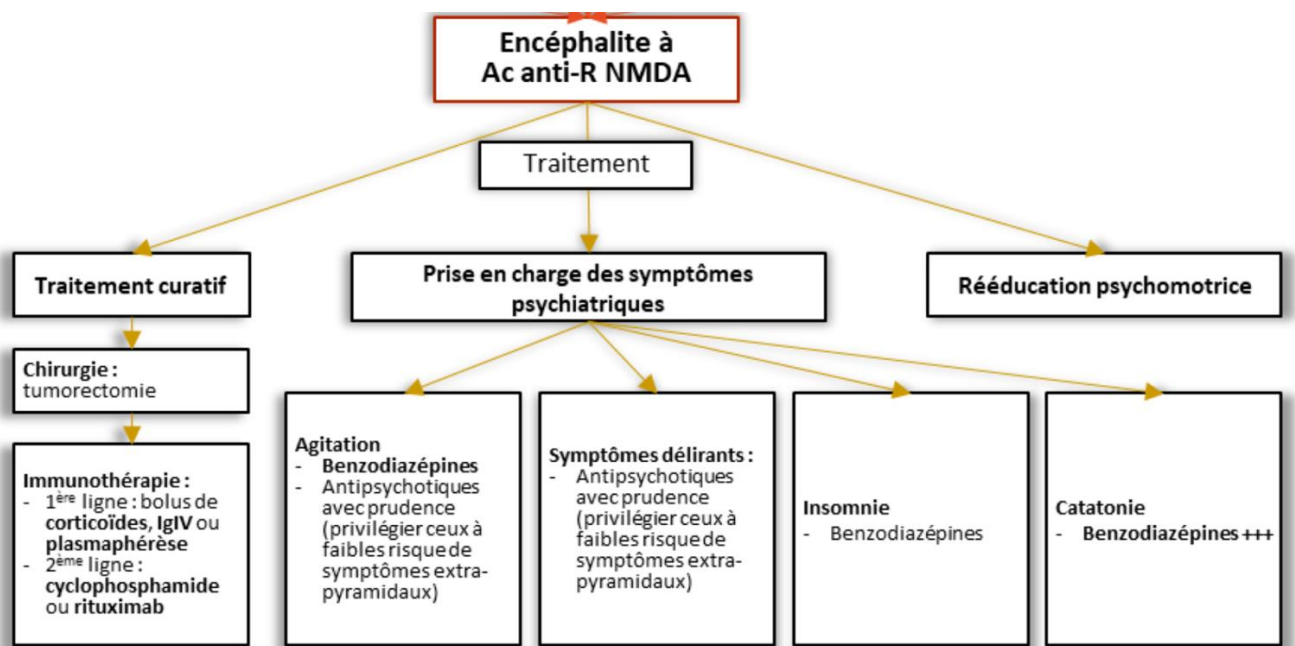 Encéphalite à
Ac anti-R NMDA
Traitement
Traitement curatif
Prise en charge des symptômes
psychiatriques
Rééducation psychomotrice
Chirurgie :
tumorectomie
Immunothérapie :
- 1ère ligne : bolus de
corticoïdes, IgIV ou
plasmaphérèse
- 2ème ligne :
cyclophosphamide
ou rituximab
Agitation
- Benzodiazépines
- Antipsychotiques
avec prudence
(privilégier ceux à
faibles risque de
symptômes extra-
pyramidaux)
Symptômes délirants :
- Antipsychotiques
avec prudence
(privilégier ceux à
faibles risque de
symptômes extra-
pyramidaux)
Insomnie
- Benzodiazépines
Catatonie
- Benzodiazépines +++